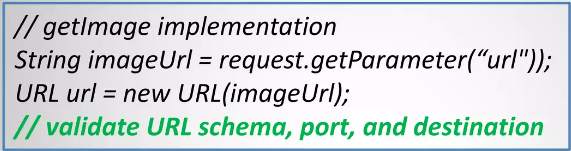 // getImage implementation
String imageUrl = request.getParameter(“url"));
URL url = new URL(imageUrl);
// validate URL schema, port, and destination